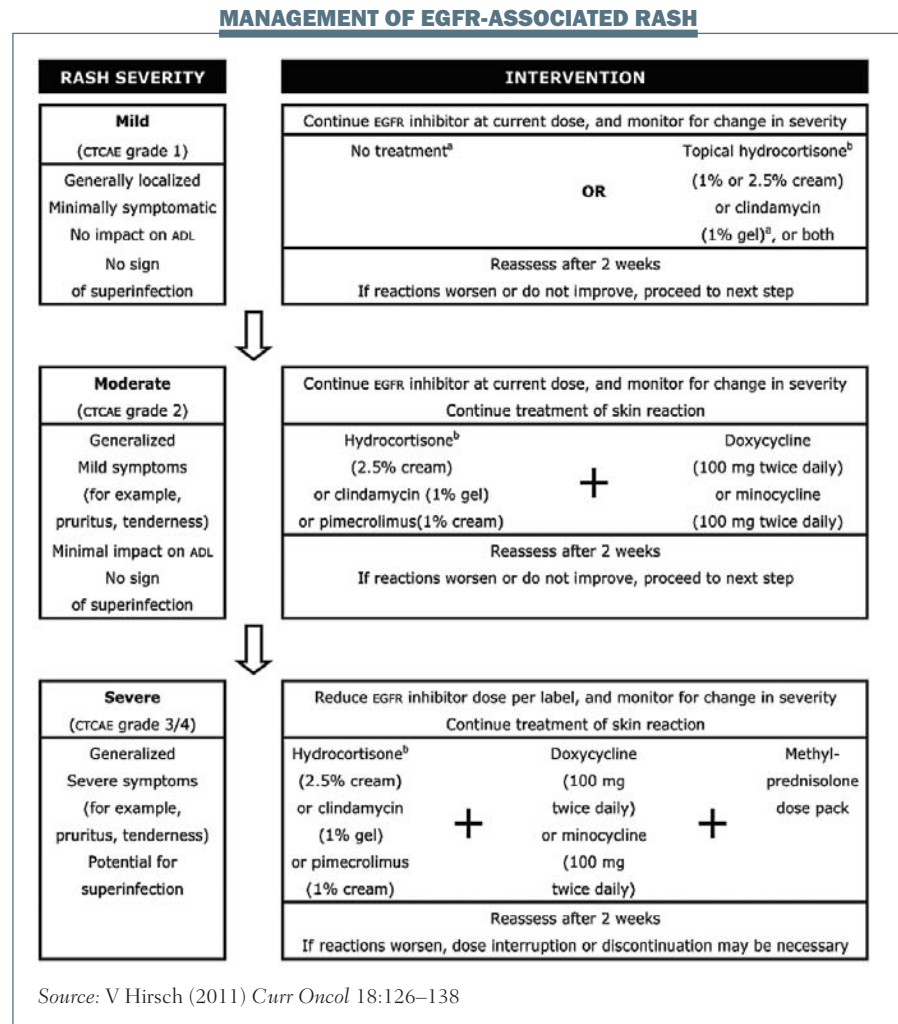 MANAGEMENT OF EGFR-ASSOCIATED RASH
RASH SEVERITY
INTERVENTION
Mild
(CTCAE grade 1)
Generally localized
Minimally symptomatic
No impact on ADL
No sign
of superinfection
Continue EGFR inhibitor at current dose, and monitor for change in severity
No treatmentᵃ
OR
Topical hydrocortisoneᵇ
(1% or 2.5% cream)
or clindamycin
(1% gel)ᵃ, or both
Reassess after 2 weeks
If reactions worsen or do not improve, proceed to next step
Moderate
(CTCAE grade 2)
Generalized
Mild symptoms
(for example,
pruritus, tenderness)
Minimal impact on ADL
No sign
of superinfection
Continue EGFR inhibitor at current dose, and monitor for change in severity
Continue treatment of skin reaction
Hydrocortisoneᵇ
(2.5% cream)
or clindamycin (1% gel)
or pimecrolimus(1% cream)
+
Doxycycline
(100 mg twice daily)
or minocycline
(100 mg twice daily)
Reassess after 2 weeks
If reactions worsen or do not improve, proceed to next step
Severe
(CTCAE grade 3/4)
Generalized
Severe symptoms
(for example,
pruritus, tenderness)
Potential for
superinfection
Reduce EGFR inhibitor dose per label, and monitor for change in severity
Continue treatment of skin reaction
Hydrocortisoneᵇ
(2.5% cream)
or clindamycin
(1% gel)
or pimecrolimus
(1% cream)
+
Doxycycline
(100 mg
twice daily)
or minocycline
(100 mg
twice daily)
+
Methyl-
prednisolone
dose pack
Reassess after 2 weeks
If reactions worsen, dose interruption or discontinuation may be necessary
Source: V Hirsch (2011) Curr Oncol 18:126–138